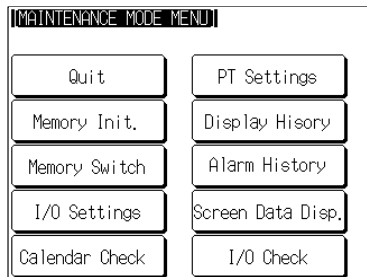 [MAINTENANCE MODE MENU]
Quit
PT Settings
Memory Init.
Display Hisory
Memory Switch
Alarm History
I/O Settings
Screen Data Disp.
Calendar Check
I/O Check